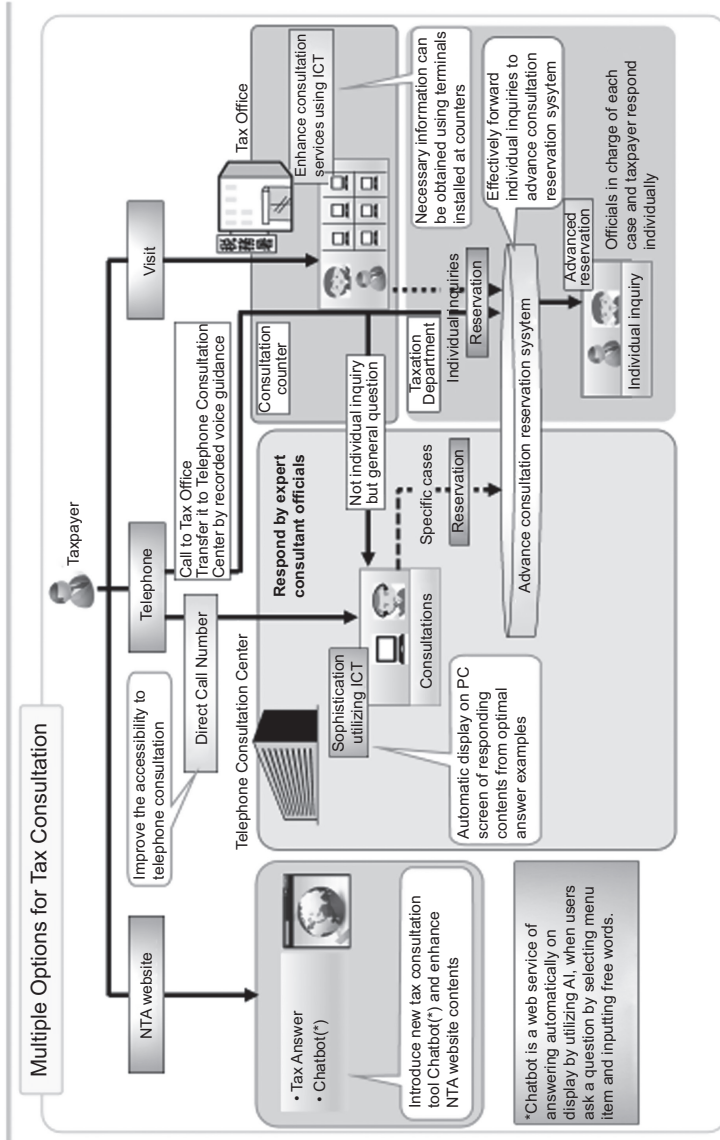 Multiple Options for Tax Consultation
Taxpayer
NTA website
Telephone
Visit
Improve the accessibility to
telephone consultation
Direct Call Number
Call to Tax Office
Transfer it to Telephone Consultation
Center by recorded voice guidance
Tax Office
税務署
• Tax Answer
• Chatbot(*)
Introduce new tax consultation
tool Chatbot(*) and enhance
NTA website contents
*Chatbot is a web service of
answering automatically on
display by utilizing AI, when users
ask a question by selecting menu
item and inputting free words.
Telephone Consultation Center
Respond by expert
consultant officials
Sophistication
utilizing ICT
Consultations
Automatic display on PC
screen of responding
contents from optimal
answer examples
Not individual inquiry
but general question
Specific cases
Reservation
Consultation
counter
Enhance consultation
services using ICT
Necessary information can
be obtained using terminals
installed at counters
Taxation
Department
Individual inquiries
Reservation
Effectively forward
individual inquiries to
advance consultation
reservation sysytem
Advance consultation reservation sysytem
Advanced
reservation
Individual inquiry
Officials in charge of each
case and taxpayer respond
individually